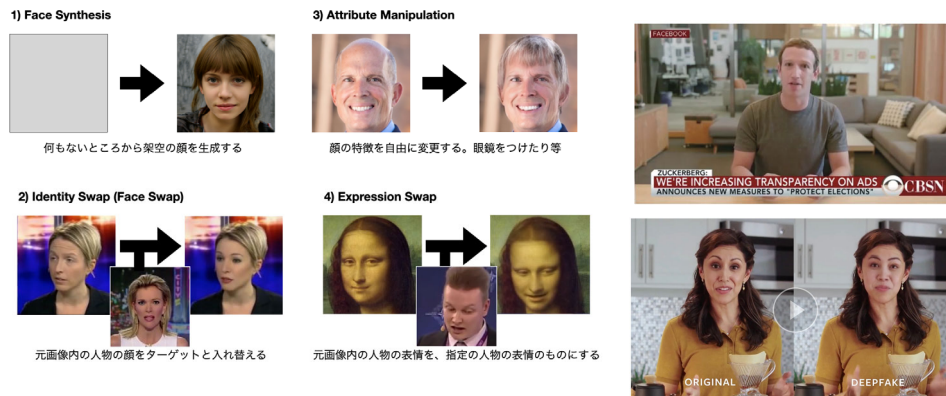 1) Face Synthesis
何もないところから架空の顔を生成する
2) Identity Swap (Face Swap)
元画像内の人物の顔をターゲットと入れ替える
3) Attribute Manipulation
顔の特徴を自由に変更する。眼鏡をつけたり等
4) Expression Swap
元画像内の人物の表情を、指定の人物の表情のものにする
FACEBOOK
ZUCKERBERG:
WE'RE INCREASING TRANSPARENCY ON ADS
ANNOUNCES NEW MEASURES TO "PROTECT ELECTIONS"
CBSN
ORIGINAL
DEEPFAKE